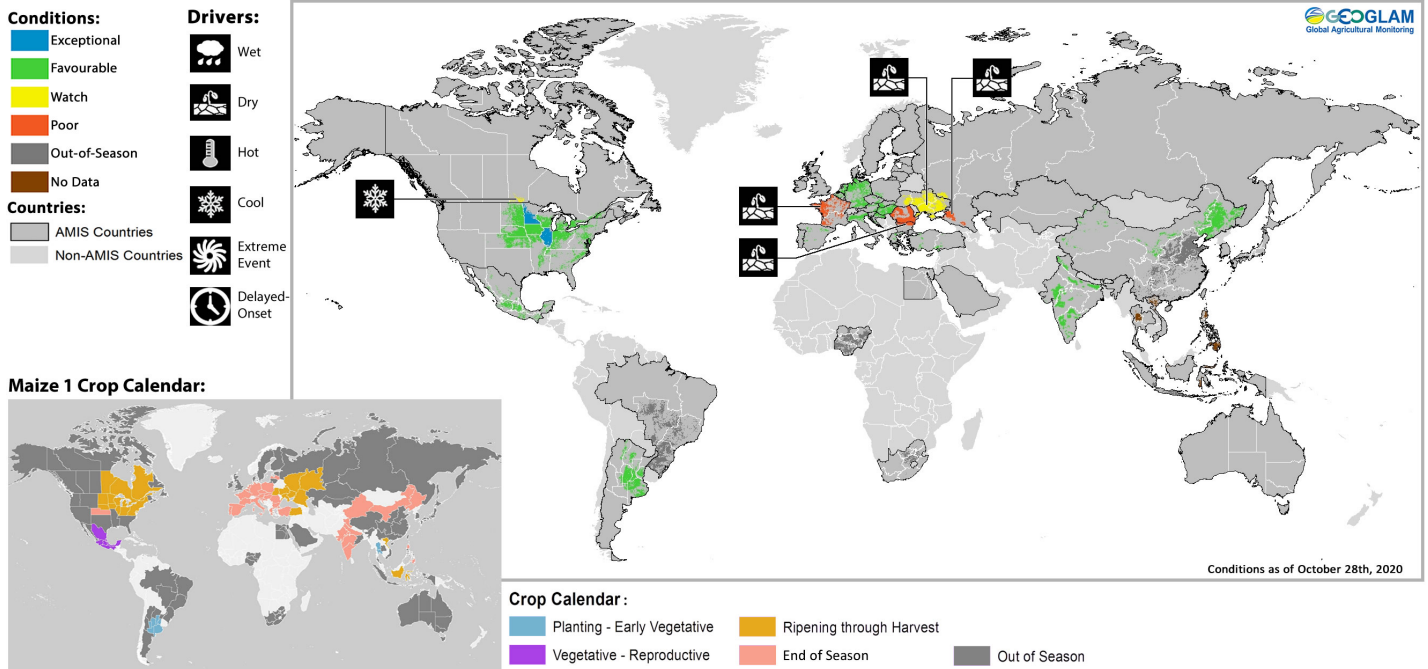 Conditions:
Exceptional
Favourable
Watch
Poor
Out-of-Season
No Data
Countries:
AMIS Countries
Non-AMIS Countries
Drivers:
Wet
Dry
Hot
Cool
Extreme
Event
Delayed-
Onset
GEOGLAM
Global Agricultural Monitoring
Maize 1 Crop Calendar:
Conditions as of October 28th, 2020
Crop Calendar :
Planting - Early Vegetative
Ripening through Harvest
Vegetative - Reproductive
End of Season
Out of Season